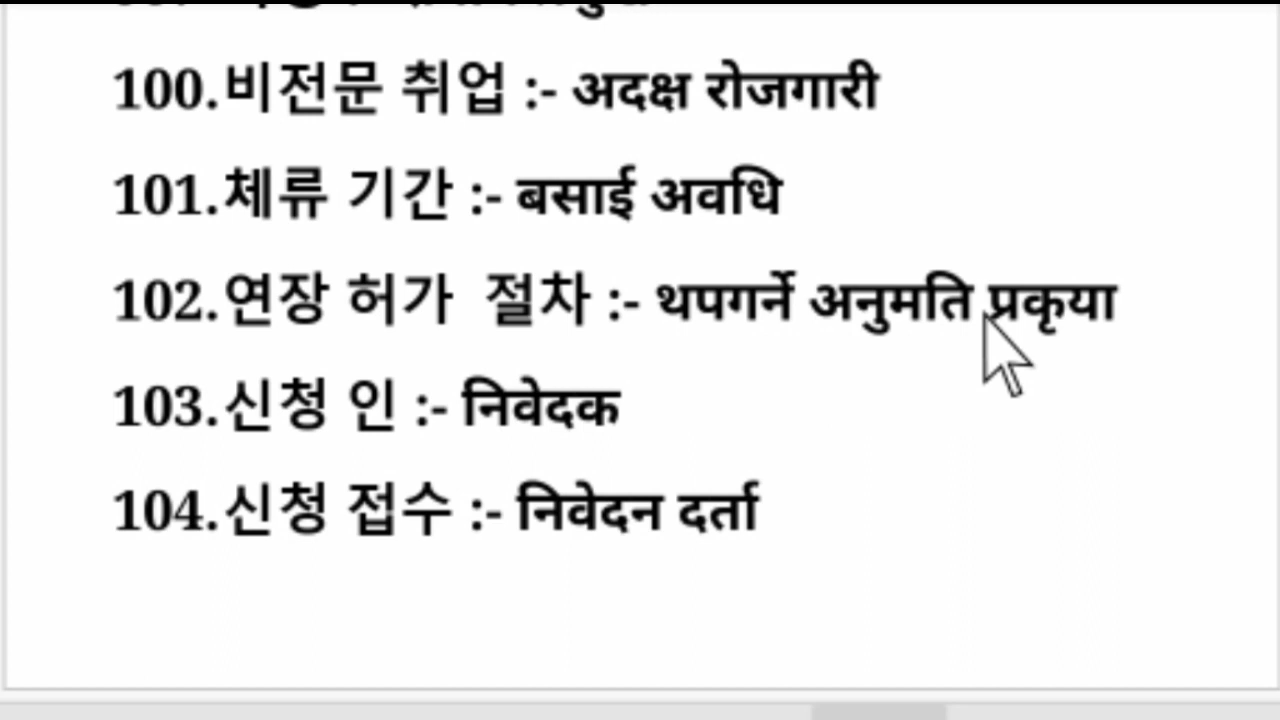 100.비전문 취업 :- अदक्ष रोजगारी
101.체류 기간 :- बसाई अवधि
102.연장 허가 절차 :- थपगर्ने अनुमति प्रकृया
103.신청 인 :- निवेदक
104.신청 접수 :- निवेदन दर्ता